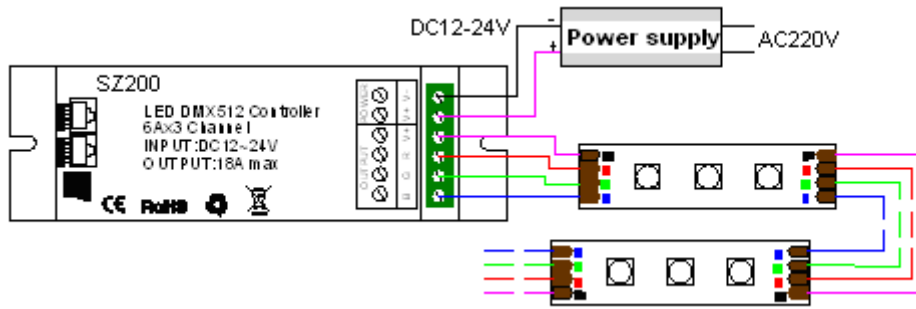 DC12-24V
-
+
Power supply
AC220V
SZ200
LED DMX512 Controller
6Ax3 Channel
INPUT:DC12~24V
OUTPUT:18A max
CE RoHS
POWER
OUTPUT
V-
V+
V+
R
G
B